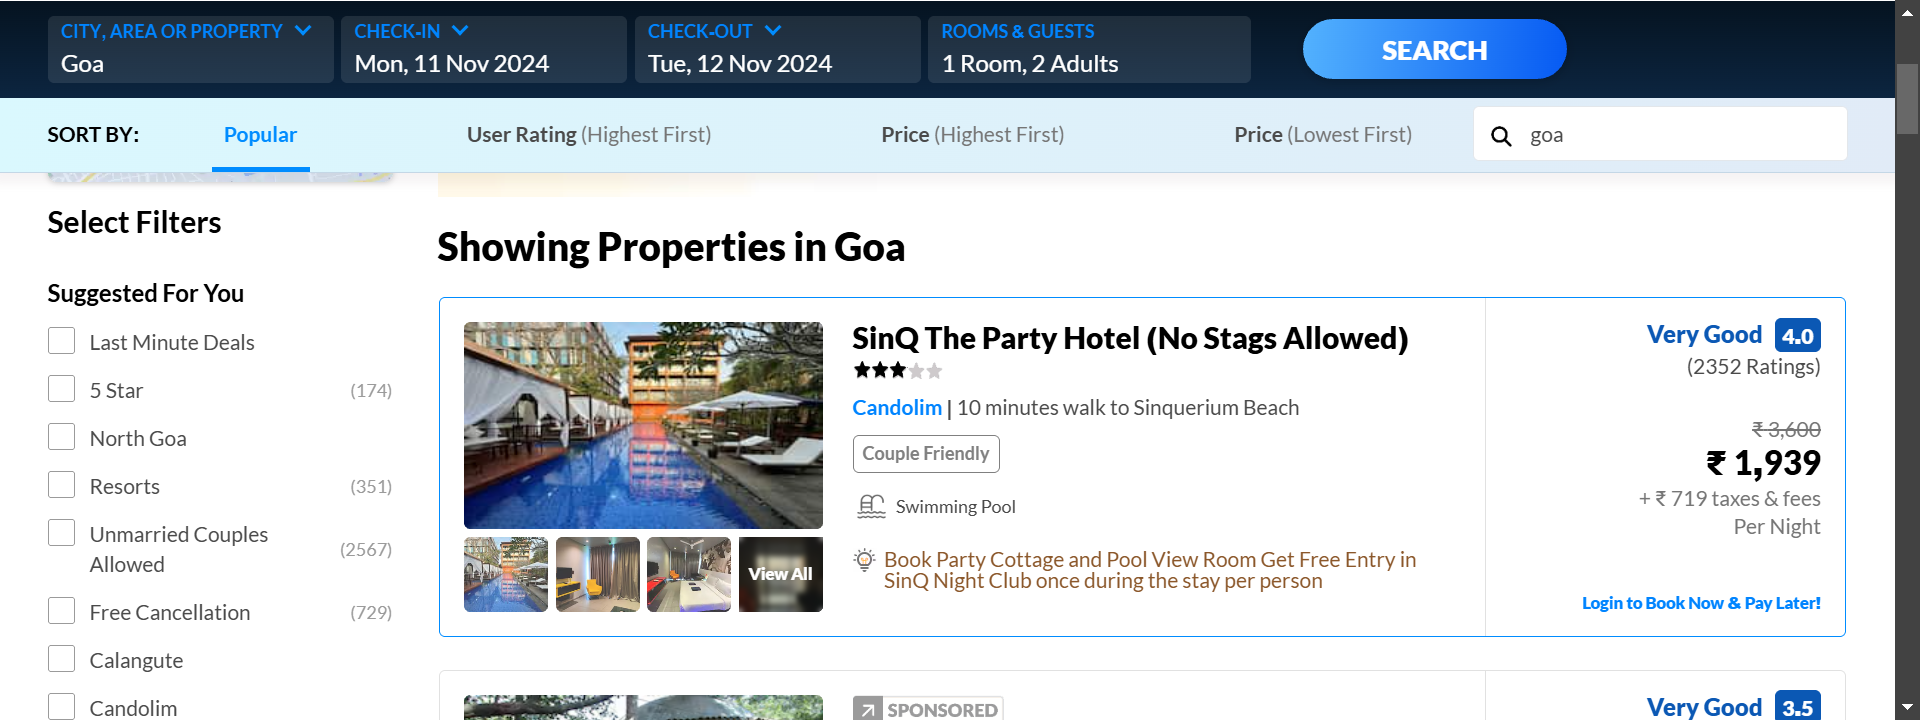 CITY, AREA OR PROPERTY
Goa
CHECK-IN
Mon, 11 Nov 2024
CHECK-OUT
Tue, 12 Nov 2024
ROOMS & GUESTS
1 Room, 2 Adults
SEARCH
SORT BY:
Popular
User Rating (Highest First)
Price (Highest First)
Price (Lowest First)
goa
Select Filters
Suggested For You
Last Minute Deals
5 Star (174)
North Goa
Resorts (351)
Unmarried Couples
Allowed (2567)
Free Cancellation (729)
Calangute
Candolim
Showing Properties in Goa
SinQ The Party Hotel (No Stags Allowed)
Candolim | 10 minutes walk to Sinquerium Beach
Couple Friendly
Swimming Pool
Book Party Cottage and Pool View Room Get Free Entry in
SinQ Night Club once during the stay per person
View All
Very Good 4.0
(2352 Ratings)
₹ 3,600
₹ 1,939
+ ₹ 719 taxes & fees
Per Night
Login to Book Now & Pay Later!
SPONSORED
Very Good 3.5